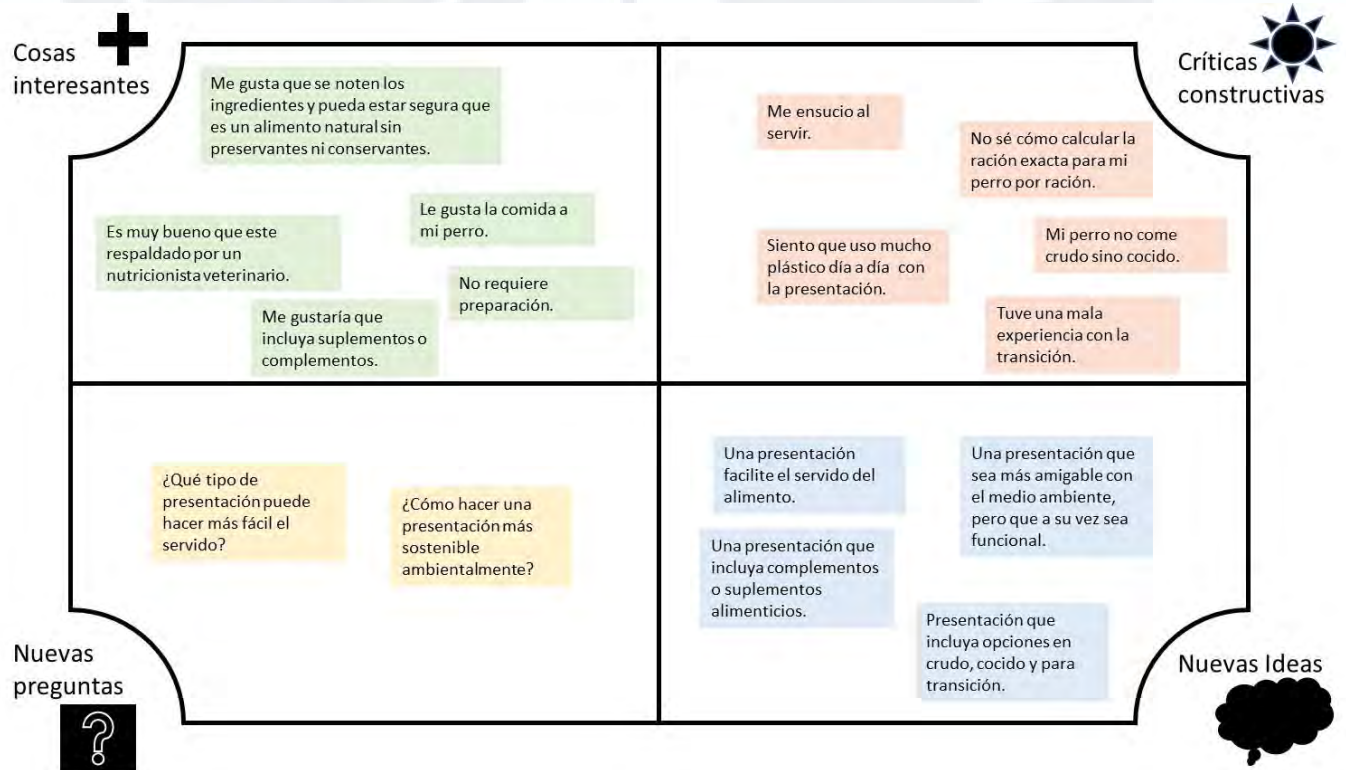 Cosas
interesantes
Me gusta que se noten los
ingredientes y pueda estar segura que
es un alimento natural sin
preservantes ni conservantes.
Es muy bueno que este
respaldado por un
nutricionista veterinario.
Le gusta la comida a
mi perro.
No requiere
preparación.
Me gustaría que
incluya suplementos o
complementos.
Críticas
constructivas
Me ensucio al
servir.
No sé cómo calcular la
ración exacta para mi
perro por ración.
Siento que uso mucho
plástico día a día con
la presentación.
Mi perro no come
crudo sino cocido.
Tuve una mala
experiencia con la
transición.
Nuevas
preguntas
?
¿Qué tipo de
presentación puede
hacer más fácil el
servido?
¿Cómo hacer una
presentación más
sostenible
ambientalmente?
Nuevas Ideas
Una presentación
facilite el servido del
alimento.
Una presentación que
sea más amigable con
el medio ambiente,
pero que a su vez sea
funcional.
Una presentación que
incluya complementos
o suplementos
alimenticios.
Presentación que
incluya opciones en
crudo, cocido y para
transición.